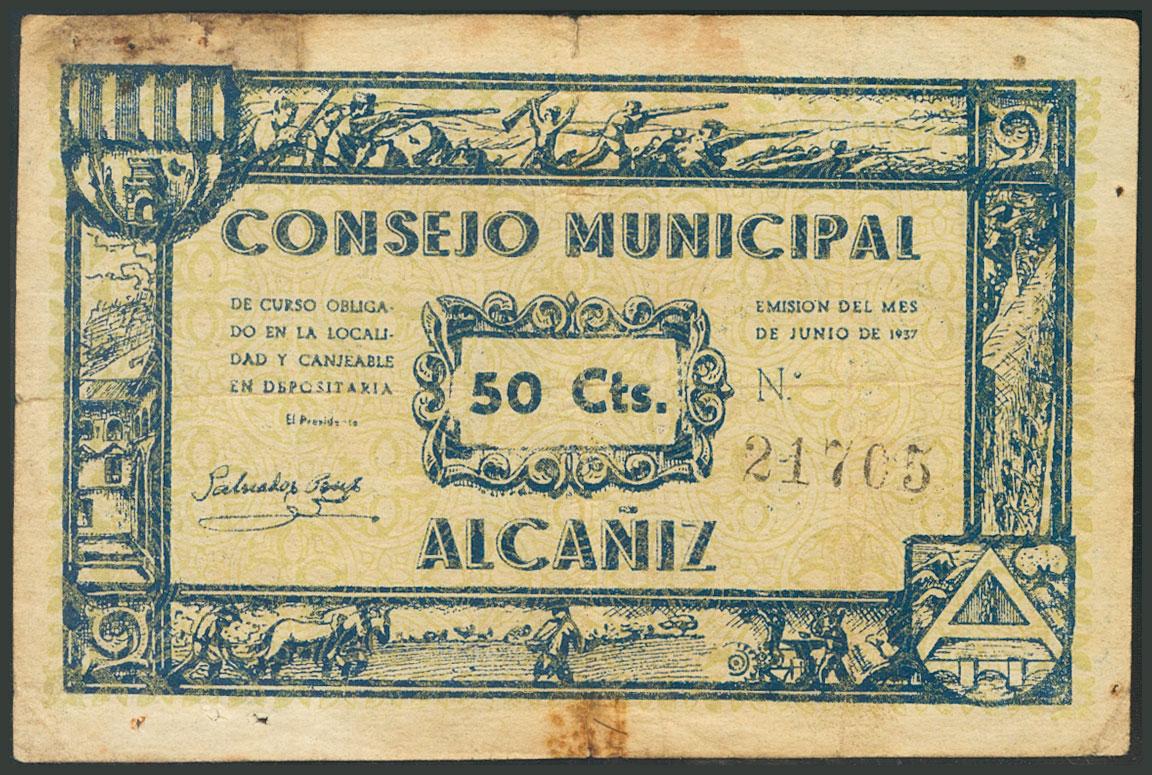 CONSEJO MUNICIPAL
DE CURSO OBLIGA-
DO EN LA LOCALI-
DAD Y CANJEABLE
EN DEPOSITARIA
El Presidente
EMISION DEL MES
DE JUNIO DE 1937
50 Cts.
N.º
21705
Salvador
ALCAÑIZ